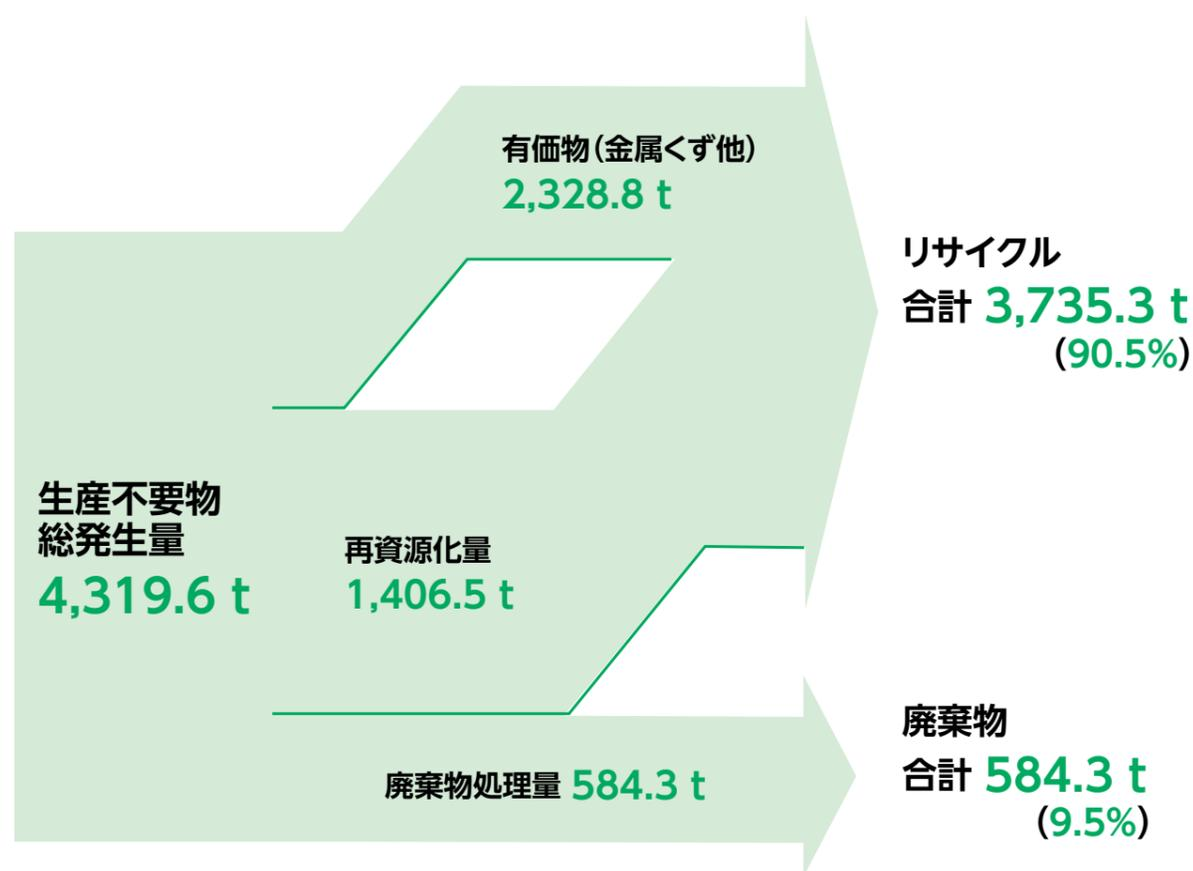 有価物（金属くず他）
2,328.8 t
リサイクル
合計 3,735.3 t
(90.5%)
生産不要物
総発生量
4,319.6 t
再資源化量
1,406.5 t
廃棄物処理量 584.3 t
廃棄物
合計 584.3 t
(9.5%)